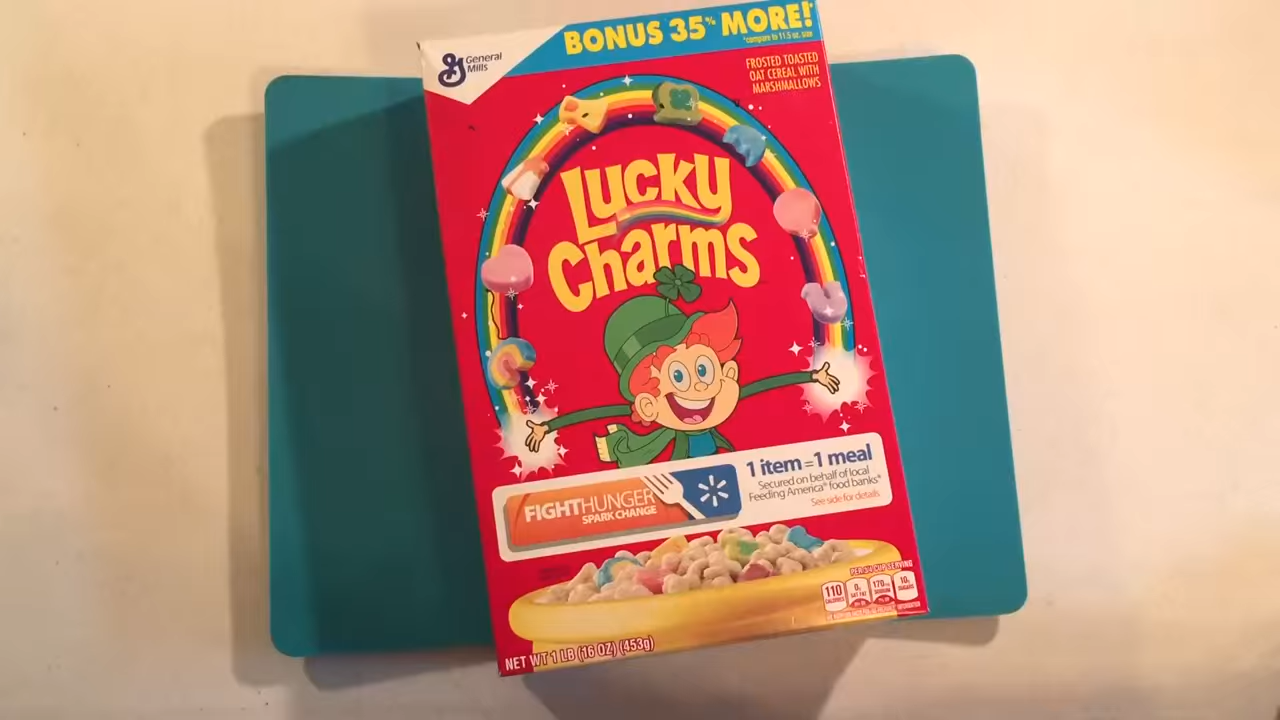 BONUS 35% MORE!*
*compare to 11.5 oz. size
General
Mills
FROSTED TOASTED
OAT CEREAL WITH
MARSHMALLOWS
Lucky
Charms
1 item = 1 meal
Secured on behalf of local
Feeding America® food banks*
See side for details
FIGHTHUNGER
SPARK CHANGE
PER 3/4 CUP SERVING
110
CALORIES
0g
SAT FAT
170mg
SODIUM
10g
SUGARS
NET WT 1 LB (16 OZ) (453g)